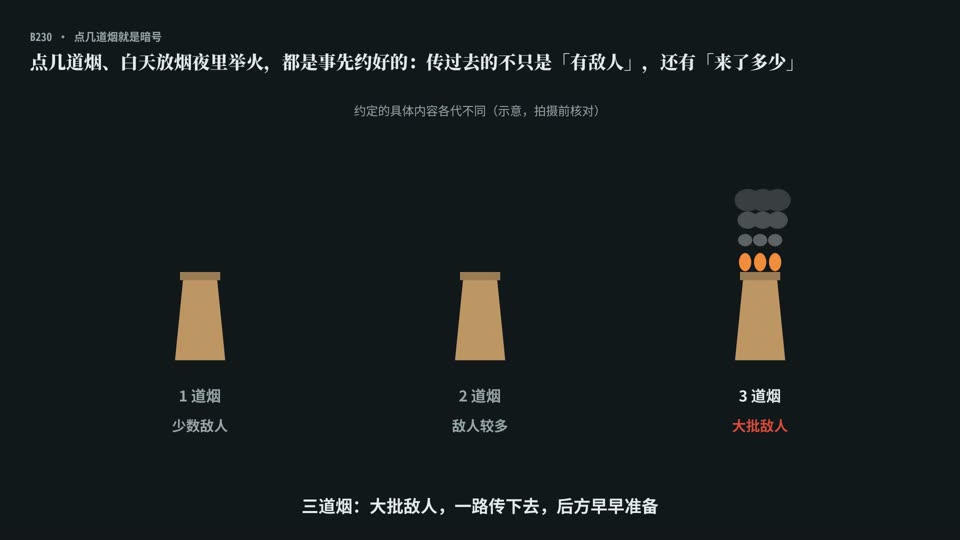 B230 · 点几道烟就是暗号
点几道烟、白天放烟夜里举火，都是事先约好的：传过去的不只是「有敌人」，还有「来了多少」
约定的具体内容各代不同（示意，拍摄前核对）
1 道烟
少数敌人
2 道烟
敌人较多
3 道烟
大批敌人
三道烟：大批敌人，一路传下去，后方早早准备